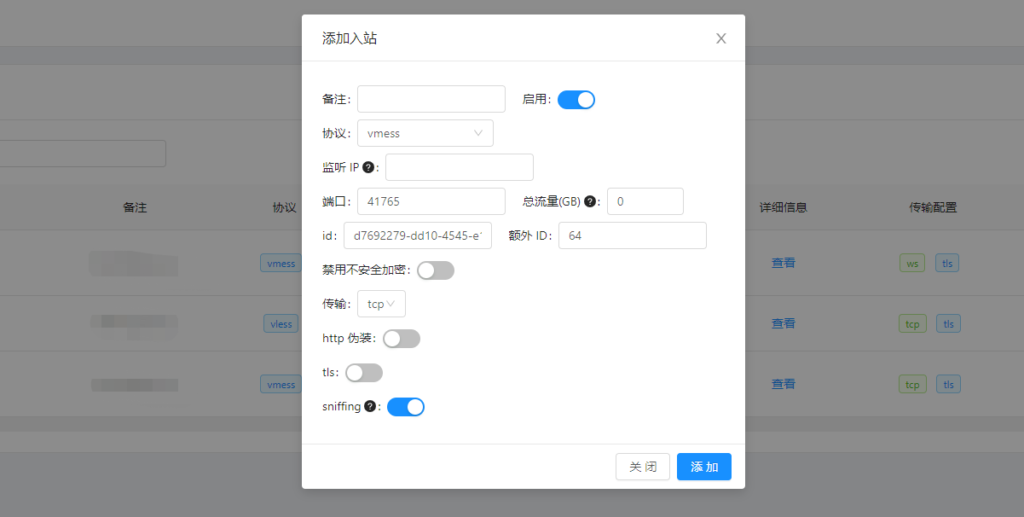 添加入站
备注: 启用:
协议: vmess
监听 IP ?:
端口: 41765 总流量(GB) ?: 0
备注 协议 详细信息 传输配置
id: d7692279-dd10-4545-e 额外 ID: 64
vmess 查看 ws tls
禁用不安全加密:
传输: tcp
vless 查看 tcp tls
http 伪装:
tls:
vmess 查看 tcp tls
sniffing ?:
关 闭 添 加